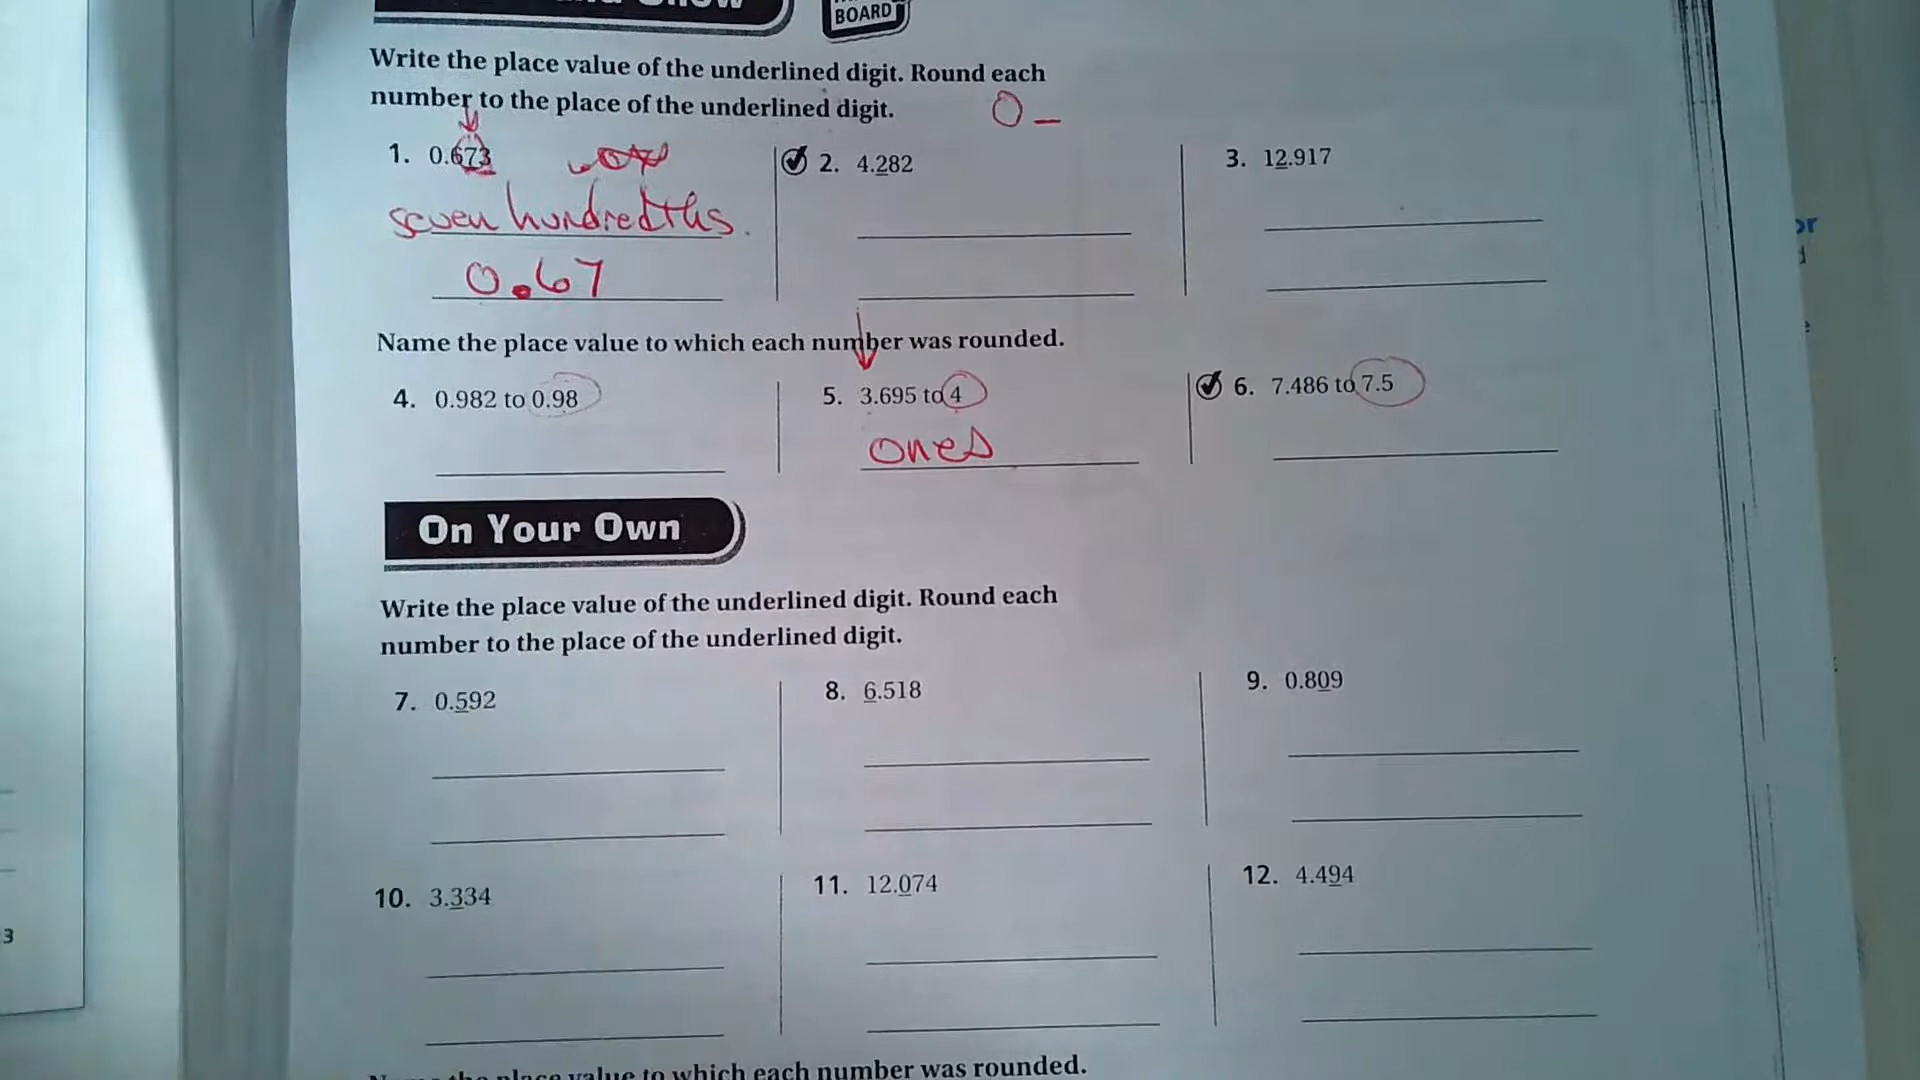 BOARD
Write the place value of the underlined digit. Round each
number to the place of the underlined digit.
0 –
1. 0.673
2. 4.282
3. 12.917
seven hundredths.
0.67
Name the place value to which each number was rounded.
4. 0.982 to 0.98
5. 3.695 to 4
6. 7.486 to 7.5
ones
On Your Own
Write the place value of the underlined digit. Round each
number to the place of the underlined digit.
7. 0.592
8. 6.518
9. 0.809
10. 3.334
11. 12.074
12. 4.494
the place value to which each number was rounded.
3
or